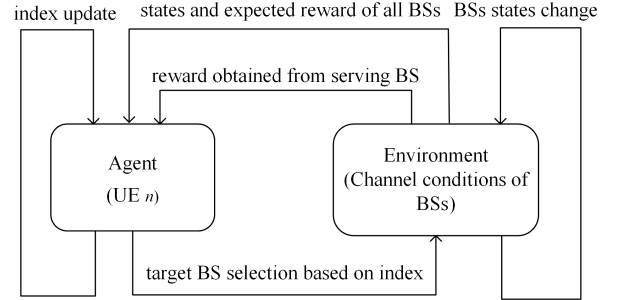 index update
states and expected reward of all BSs
BSs states change
reward obtained from serving BS
Agent
(UE n)
Environment
(Channel conditions of
BSs)
target BS selection based on index